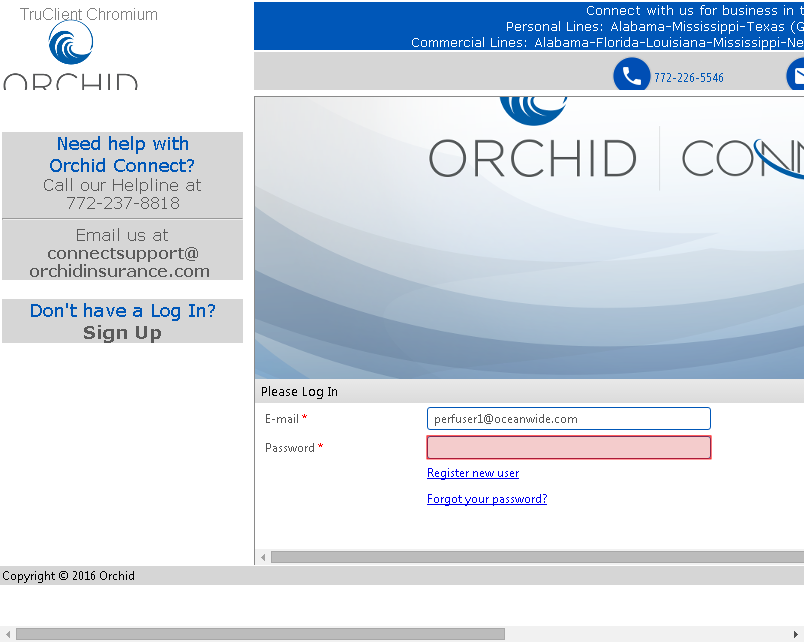 TruClient Chromium
ORCHID
Need help with
Orchid Connect?
Call our Helpline at
772-237-8818
Email us at
connectsupport@
orchidinsurance.com
Don't have a Log In?
Sign Up
Connect with us for business in
Personal Lines: Alabama-Mississippi-Texas
Commercial Lines: Alabama-Florida-Louisiana-Mississippi-
772-226-5546
ORCHID
Please Log In
E-mail *
perfuser1@oceanwide.com
Password *
Register new user
Forgot your password?
Copyright © 2016 Orchid